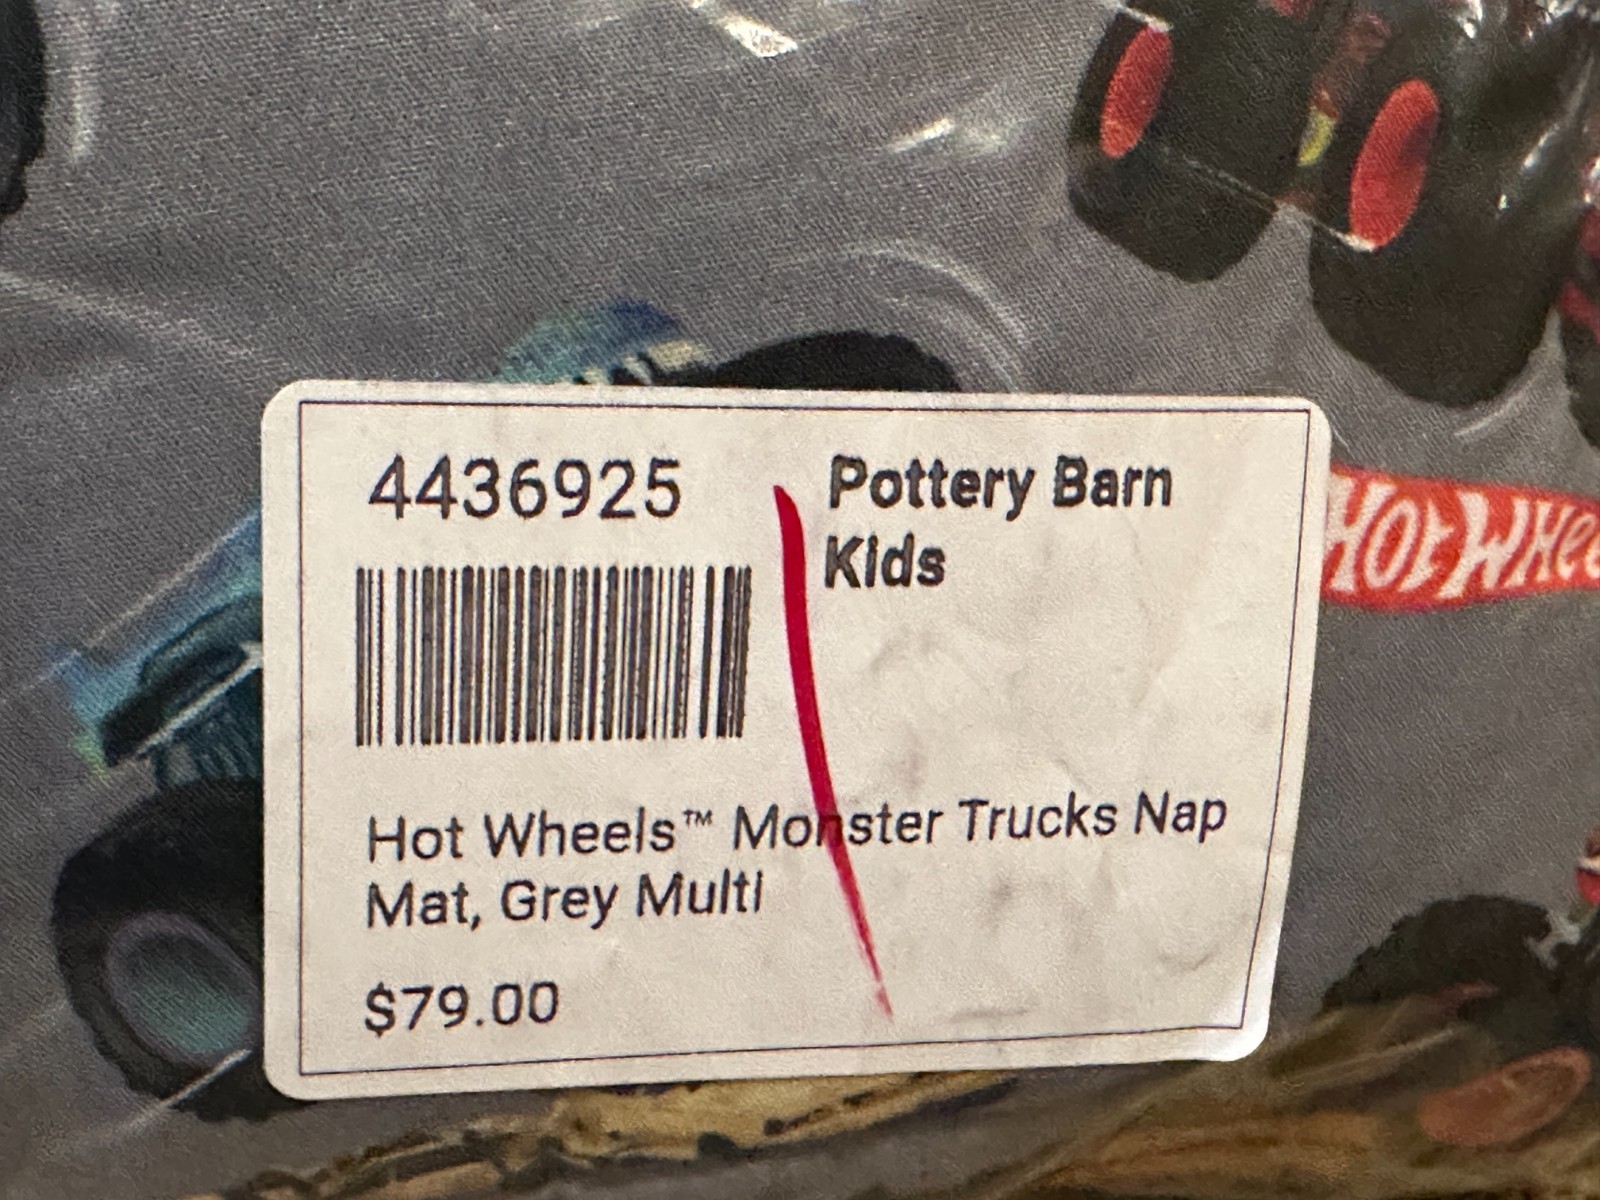 4436925
Pottery Barn
Kids
Hot Wheels™ Monster Trucks Nap
Mat, Grey Multi
$79.00
HOT WHEE